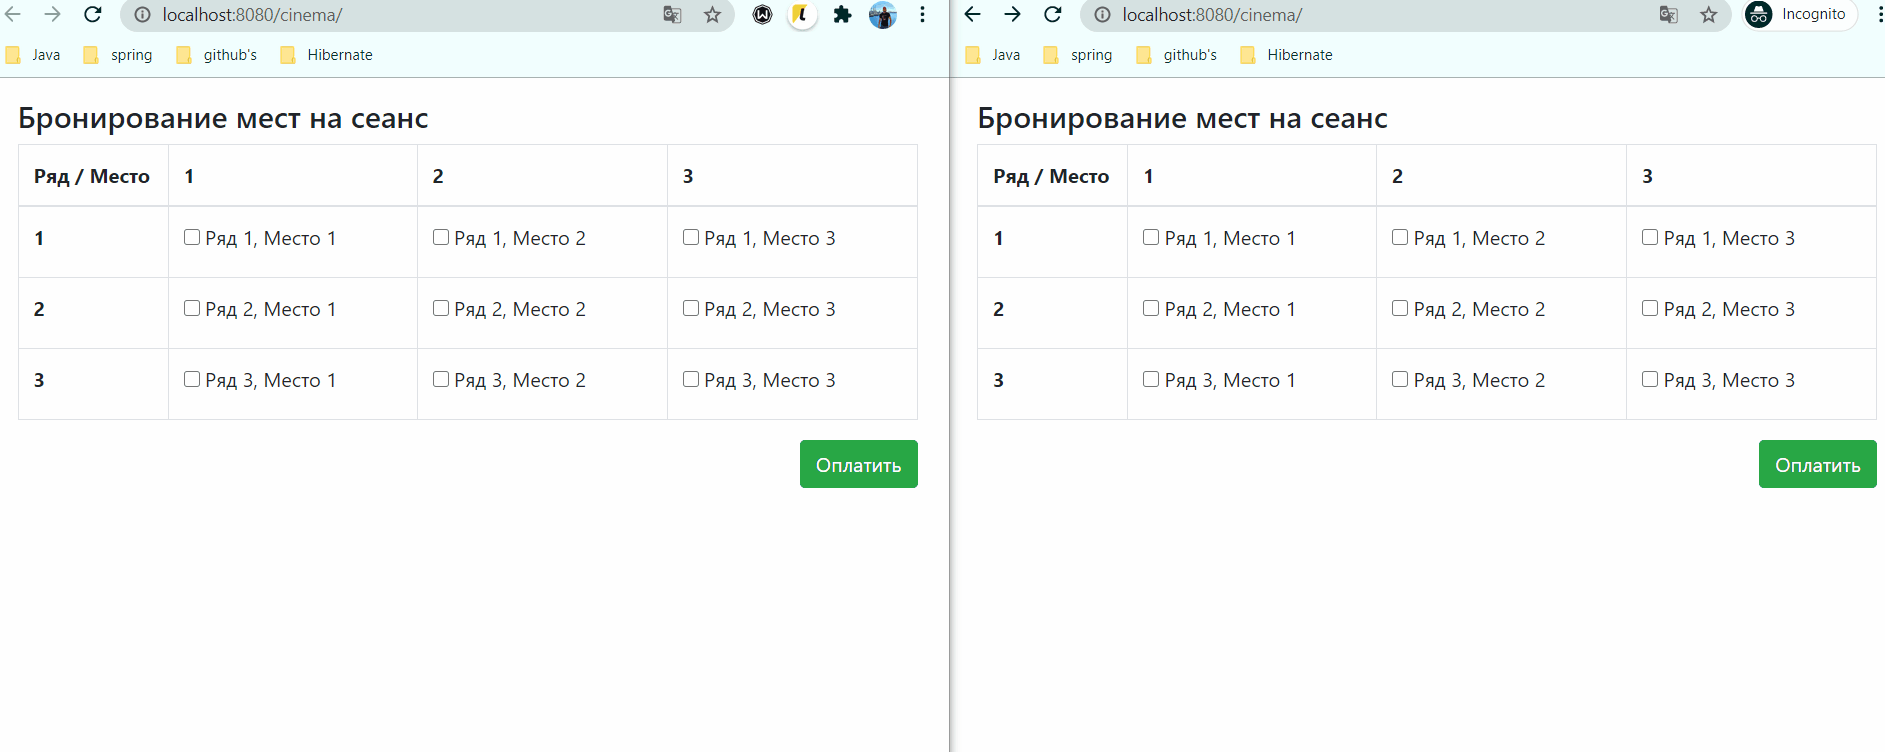 localhost:8080/cinema/
Java spring github's Hibernate
Бронирование мест на сеанс
Ряд / Место 1 2 3
1 Ряд 1, Место 1 Ряд 1, Место 2 Ряд 1, Место 3
2 Ряд 2, Место 1 Ряд 2, Место 2 Ряд 2, Место 3
3 Ряд 3, Место 1 Ряд 3, Место 2 Ряд 3, Место 3
Оплатить
localhost:8080/cinema/ Incognito
Java spring github's Hibernate
Бронирование мест на сеанс
Ряд / Место 1 2 3
1 Ряд 1, Место 1 Ряд 1, Место 2 Ряд 1, Место 3
2 Ряд 2, Место 1 Ряд 2, Место 2 Ряд 2, Место 3
3 Ряд 3, Место 1 Ряд 3, Место 2 Ряд 3, Место 3
Оплатить